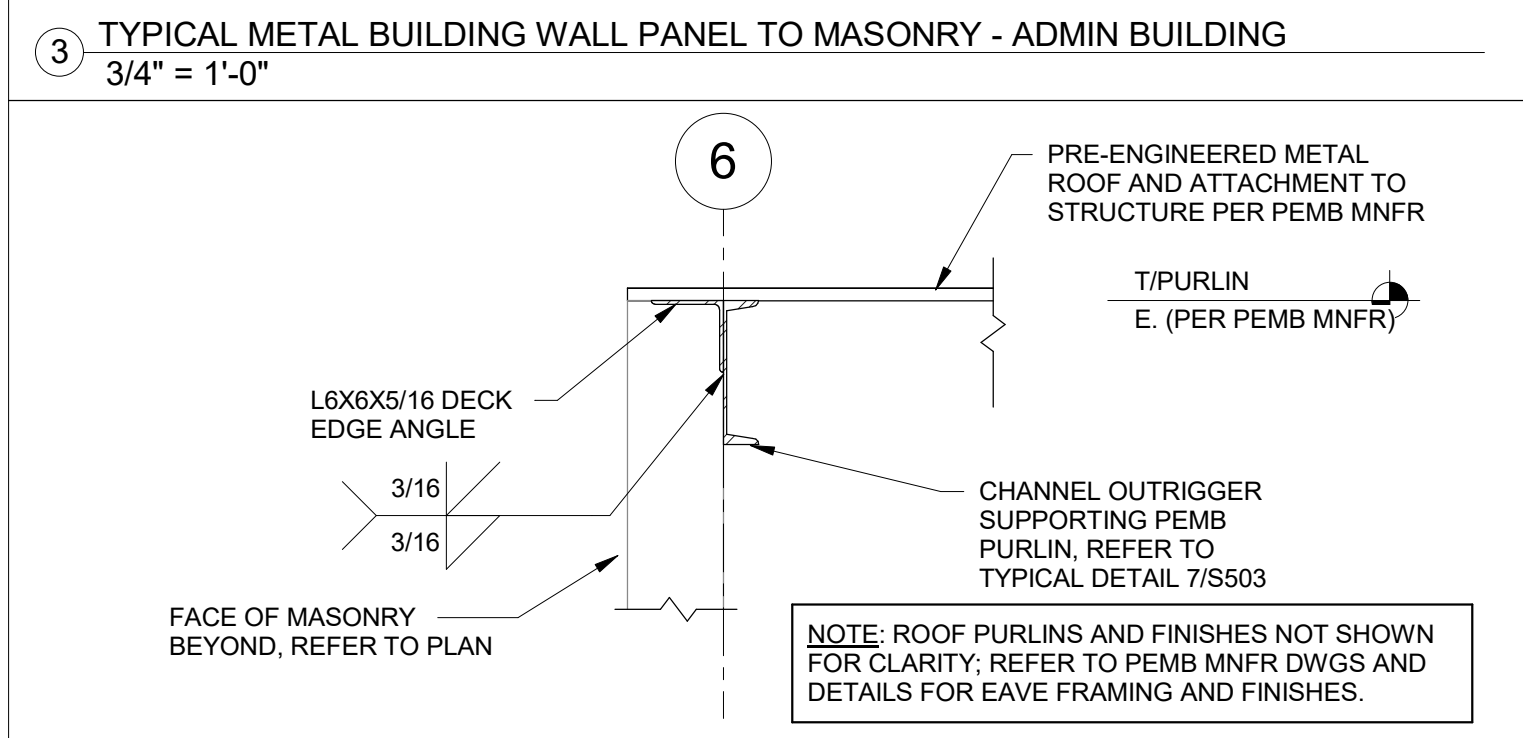 3
TYPICAL METAL BUILDING WALL PANEL TO MASONRY - ADMIN BUILDING
3/4" = 1'-0"
6
PRE-ENGINEERED METAL
ROOF AND ATTACHMENT TO
STRUCTURE PER PEMB MNFR
T/PURLIN
E. (PER PEMB MNFR)
L6X6X5/16 DECK
EDGE ANGLE
3/16
3/16
CHANNEL OUTRIGGER
SUPPORTING PEMB
PURLIN, REFER TO
TYPICAL DETAIL 7/S503
FACE OF MASONRY
BEYOND, REFER TO PLAN
NOTE: ROOF PURLINS AND FINISHES NOT SHOWN
FOR CLARITY; REFER TO PEMB MNFR DWGS AND
DETAILS FOR EAVE FRAMING AND FINISHES.